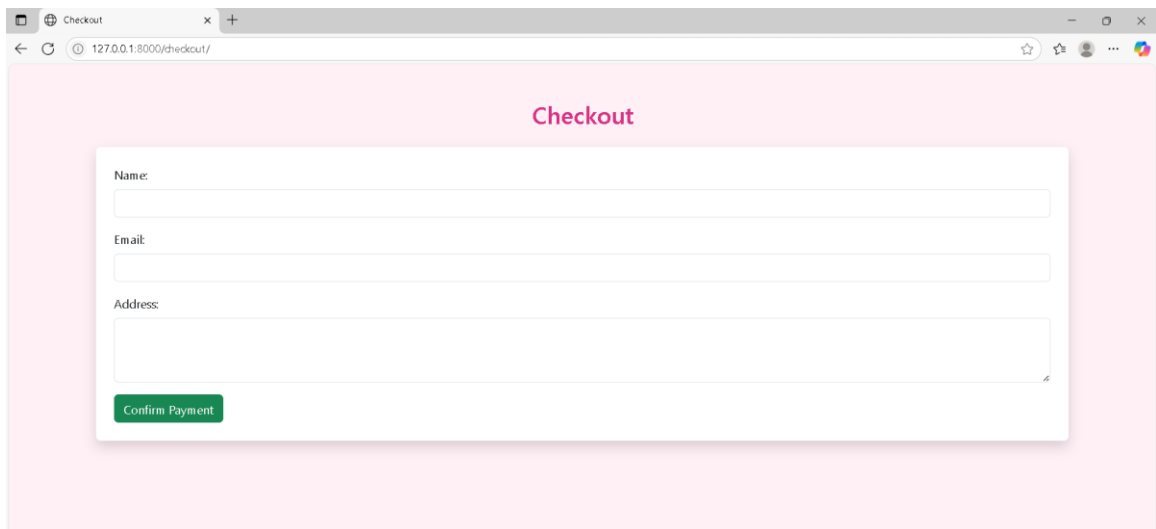 Checkout
127.0.0.1:8000/checkout/
Checkout
Name:
Email:
Address:
Confirm Payment